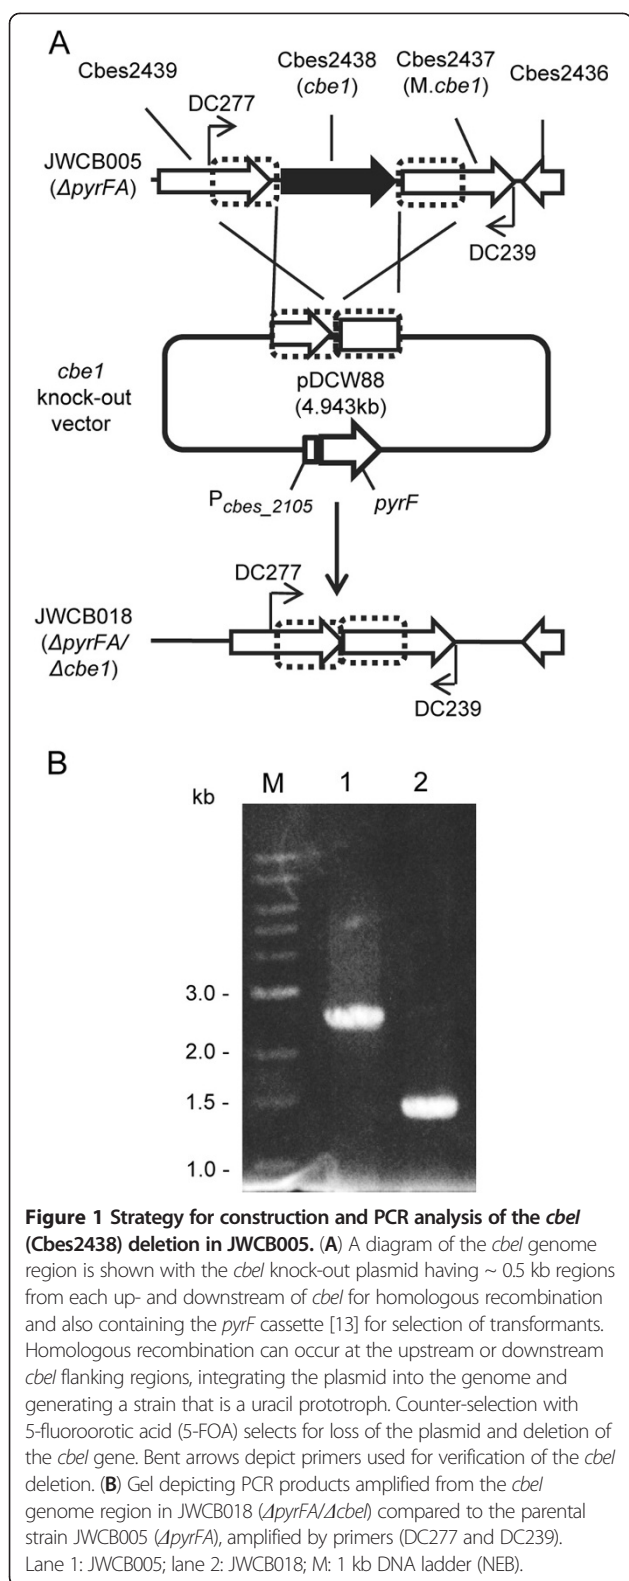 A
Cbes2439
DC277
Cbes2438
(cbe1)
Cbes2437
(M.cbe1)
Cbes2436
JWCB005
(ΔpyrFA)
DC239
cbe1
knock-out
vector
pDCW88
(4.943kb)
Pcbes_2105
pyrF
DC277
JWCB018
(ΔpyrFA/
Δcbe1)
DC239
B
kb
M 1 2
3.0 -
2.0 -
1.5 -
1.0 -
Figure 1 Strategy for construction and PCR analysis of the cbeI
(Cbes2438) deletion in JWCB005. (A) A diagram of the cbeI genome
region is shown with the cbeI knock-out plasmid having ~ 0.5 kb regions
from each up- and downstream of cbeI for homologous recombination
and also containing the pyrF cassette [13] for selection of transformants.
Homologous recombination can occur at the upstream or downstream
cbeI flanking regions, integrating the plasmid into the genome and
generating a strain that is a uracil prototroph. Counter-selection with
5-fluoroorotic acid (5-FOA) selects for loss of the plasmid and deletion of
the cbeI gene. Bent arrows depict primers used for verification of the cbeI
deletion. (B) Gel depicting PCR products amplified from the cbeI
genome region in JWCB018 (ΔpyrFA/ΔcbeI) compared to the parental
strain JWCB005 (ΔpyrFA), amplified by primers (DC277 and DC239).
Lane 1: JWCB005; lane 2: JWCB018; M: 1 kb DNA ladder (NEB).